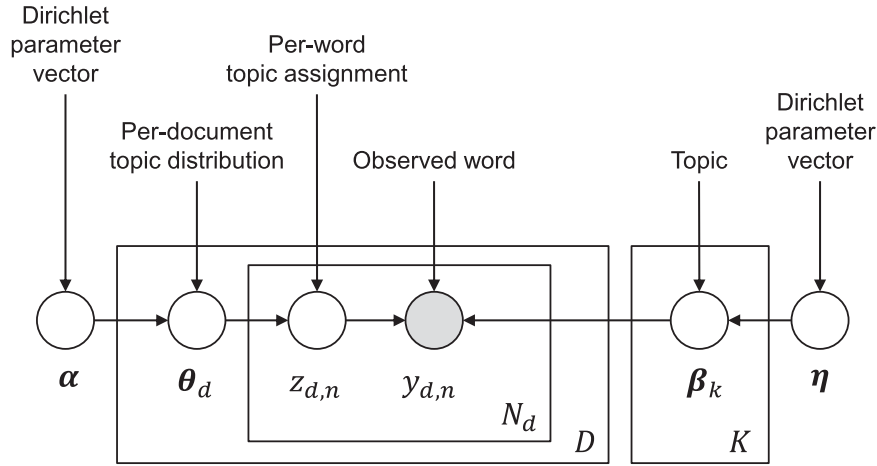 Dirichlet
parameter
vector
Per-word
topic assignment
Per-document
topic distribution
Observed word
Topic
Dirichlet
parameter
vector
α
θ_d
z_{d,n}
y_{d,n}
N_d
D
β_k
K
η